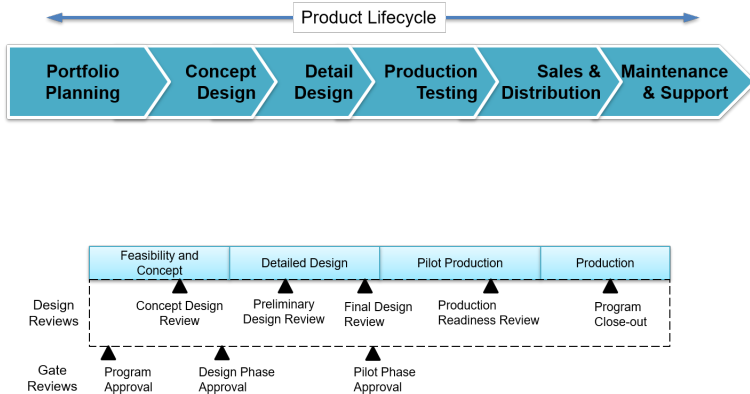 Product Lifecycle
Portfolio
Planning
Concept
Design
Detail
Design
Production
Testing
Sales &
Distribution
Maintenance
& Support
Feasibility and
Concept
Detailed Design
Pilot Production
Production
Design
Reviews
Concept Design
Review
Preliminary
Design Review
Final Design
Review
Production
Readiness Review
Program
Close-out
Gate
Reviews
Program
Approval
Design Phase
Approval
Pilot Phase
Approval